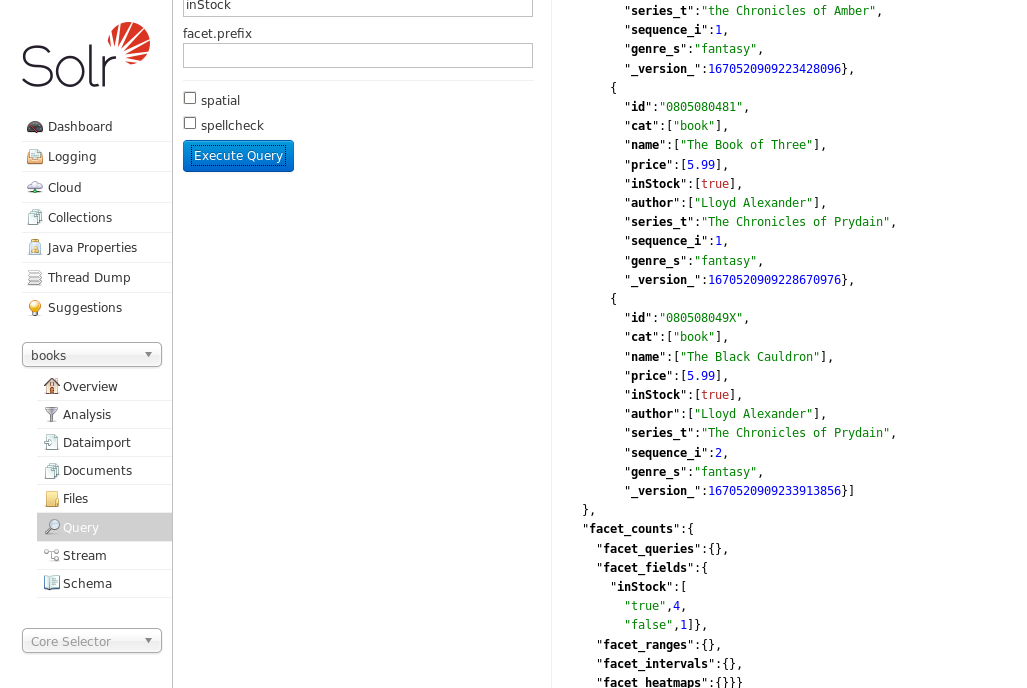 Solr
Dashboard
Logging
Cloud
Collections
Java Properties
Thread Dump
Suggestions
books
Overview
Analysis
Dataimport
Documents
Files
Query
Stream
Schema
Core Selector
inStock
facet.prefix
spatial
spellcheck
Execute Query
"series_t":"the Chronicles of Amber",
"sequence_i":1,
"genre_s":"fantasy",
"_version_":1670520909223428096},
{
"id":"0805080481",
"cat":["book"],
"name":["The Book of Three"],
"price":[5.99],
"inStock":[true],
"author":["Lloyd Alexander"],
"series_t":"The Chronicles of Prydain",
"sequence_i":1,
"genre_s":"fantasy",
"_version_":1670520909228670976},
{
"id":"080508049X",
"cat":["book"],
"name":["The Black Cauldron"],
"price":[5.99],
"inStock":[true],
"author":["Lloyd Alexander"],
"series_t":"The Chronicles of Prydain",
"sequence_i":2,
"genre_s":"fantasy",
"_version_":1670520909233913856}]
},
"facet_counts":{
"facet_queries":{},
"facet_fields":{
"inStock":[
"true",4,
"false",1]},
"facet_ranges":{},
"facet_intervals":{},
"facet_heatmaps":{}}}